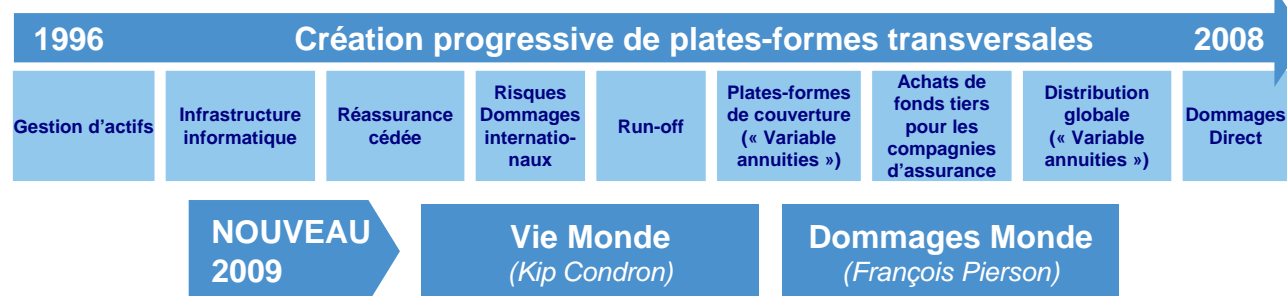 1996 Création progressive de plates-formes transversales 2008
Gestion d'actifs
Infrastructure
informatique
Réassurance
cédée
Risques
Dommages
internatio-
naux
Run-off
Plates-formes
de couverture
(« Variable
annuities »)
Achats de
fonds tiers
pour les
compagnies
d'assurance
Distribution
globale
(« Variable
annuities »)
Dommages
Direct
NOUVEAU
2009
Vie Monde
(Kip Condron)
Dommages Monde
(François Pierson)